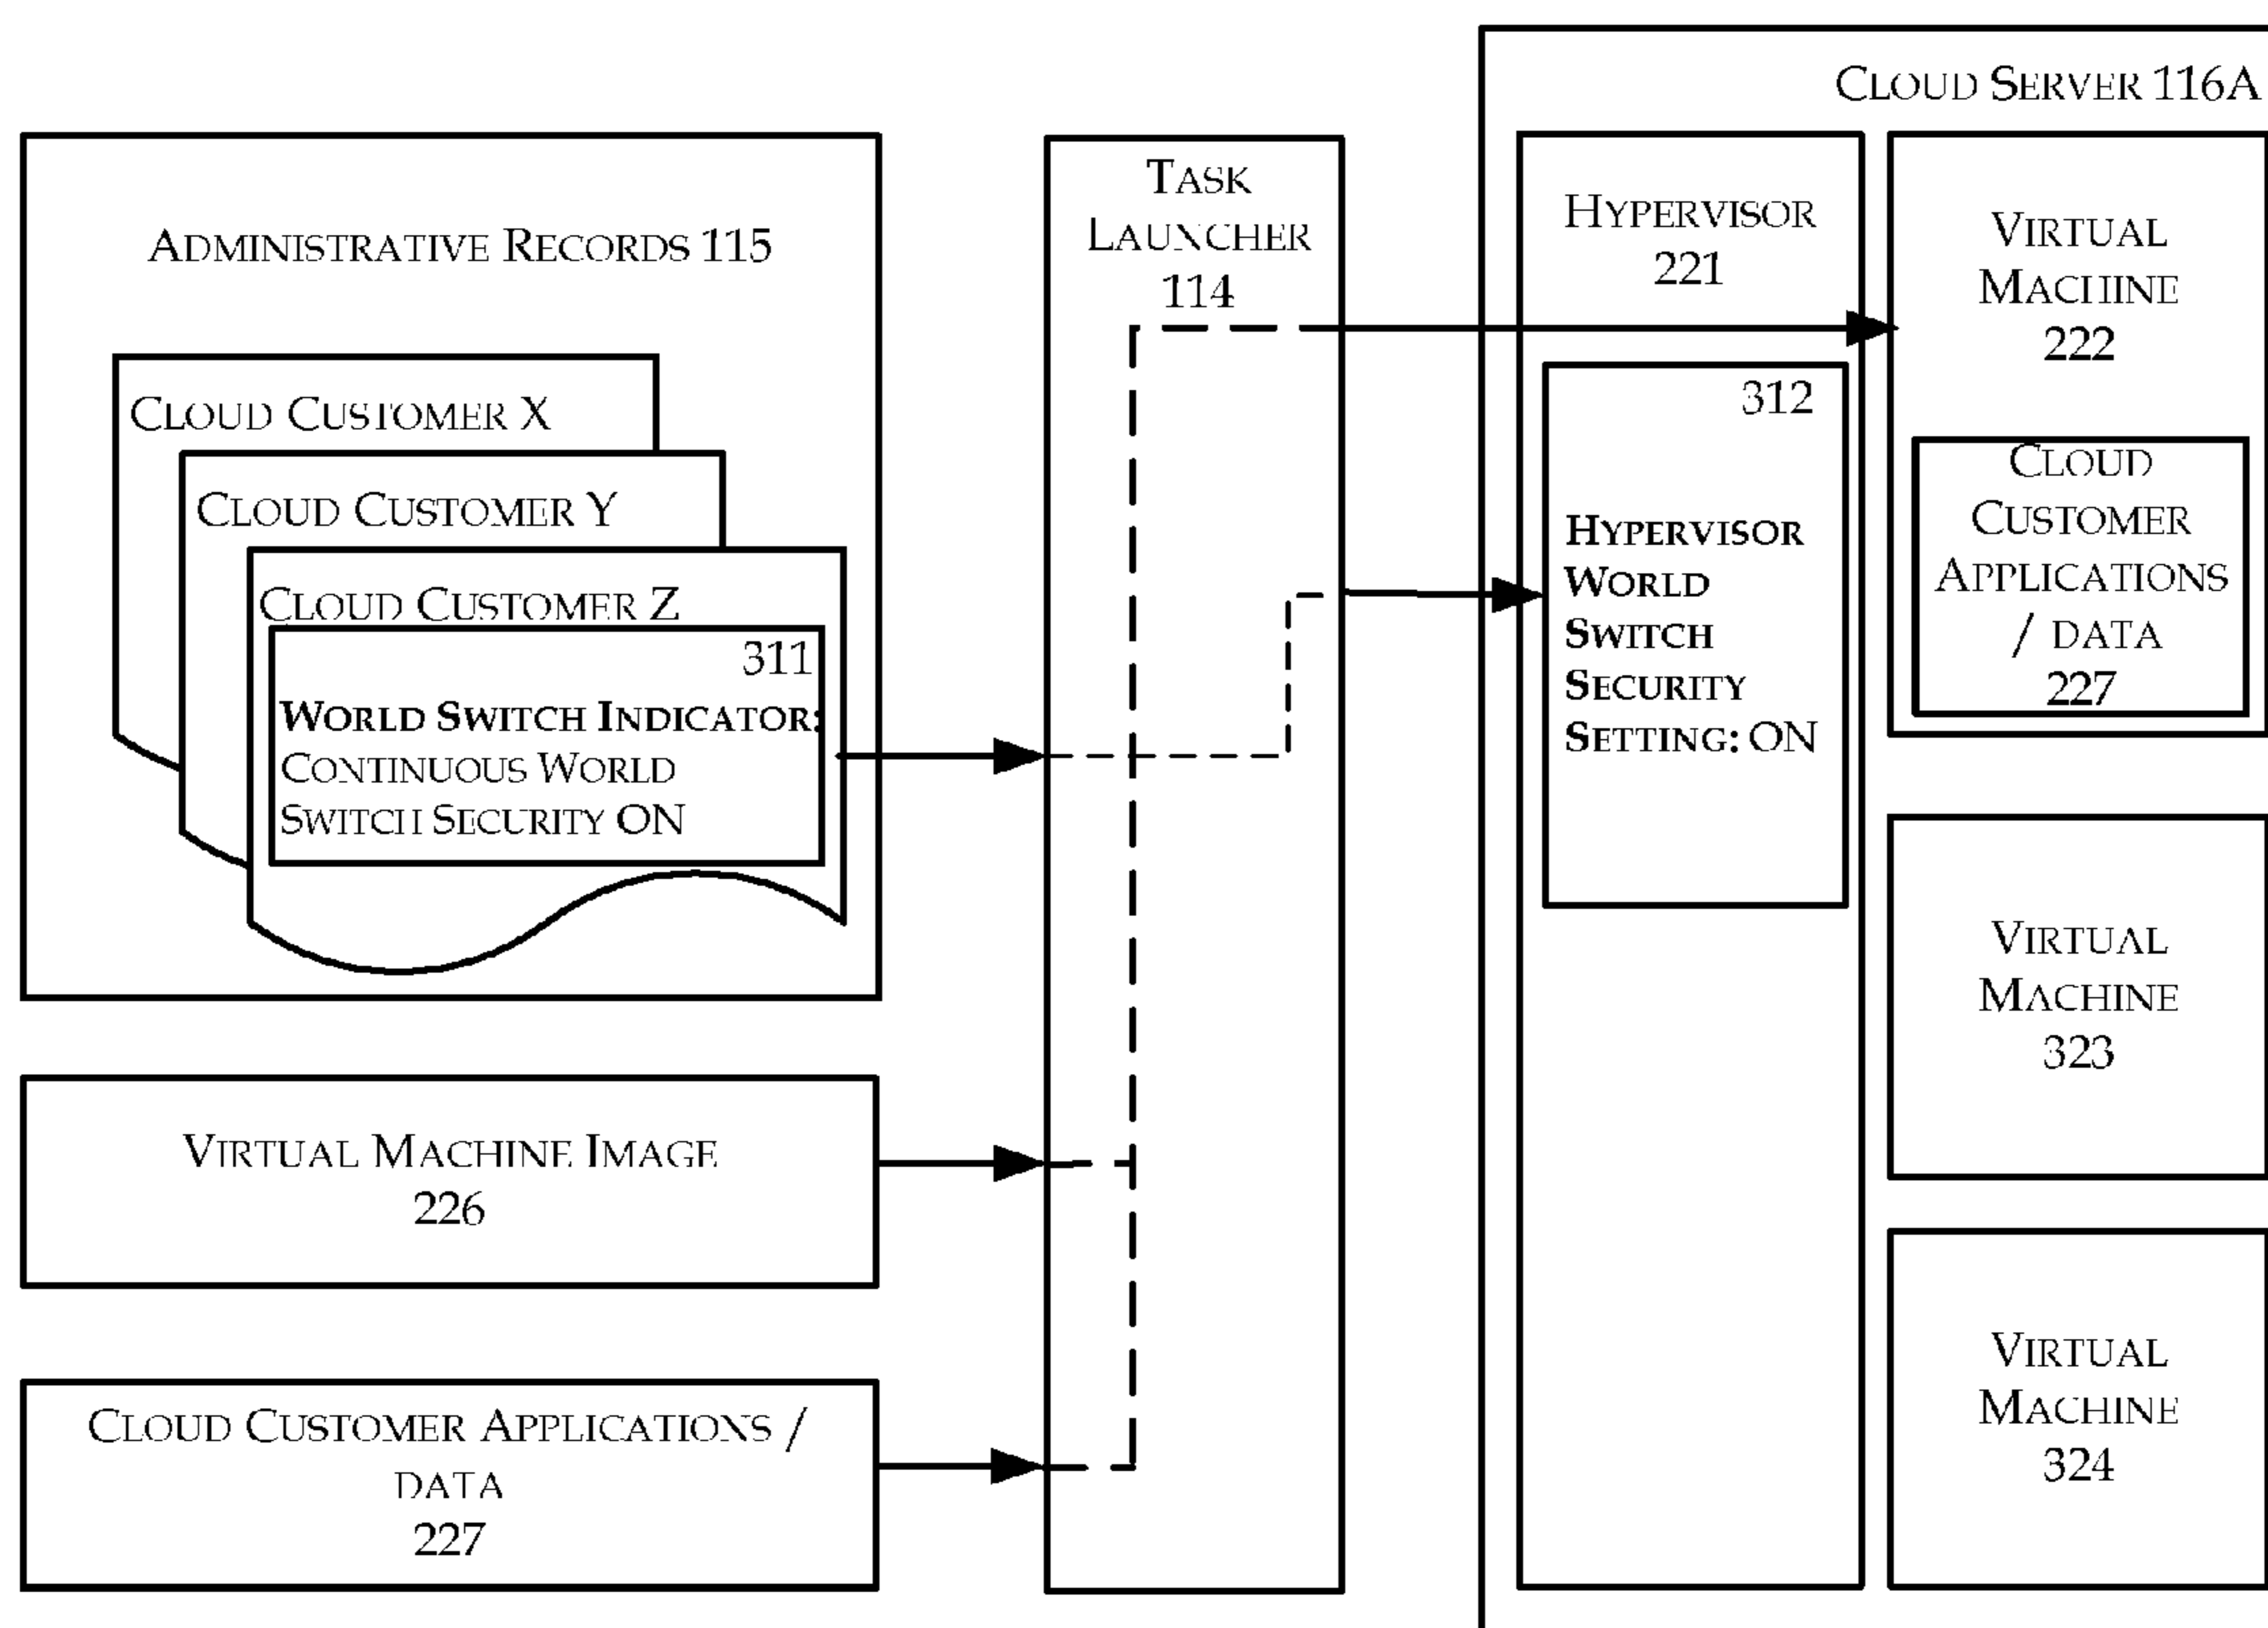 CLOUD SERVER 116A
ADMINISTRATIVE RECORDS 115
CLOUD CUSTOMER X
CLOUD CUSTOMER Y
CLOUD CUSTOMER Z
311
WORLD SWITCH INDICATOR:
CONTINUOUS WORLD
SWITCH SECURITY ON
VIRTUAL MACHINE IMAGE
226
CLOUD CUSTOMER APPLICATIONS /
DATA
227
TASK
LAUNCHER
114
HYPERVISOR
221
312
HYPERVISOR
WORLD
SWITCH
SECURITY
SETTING: ON
VIRTUAL
MACHINE
222
CLOUD
CUSTOMER
APPLICATIONS
/ DATA
227
VIRTUAL
MACHINE
323
VIRTUAL
MACHINE
324